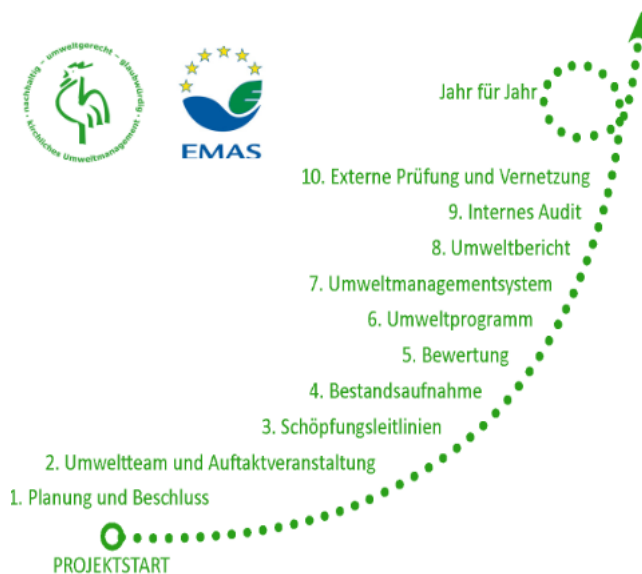 nachhaltig – umweltgerecht – glaubwürdig · kirchliches Umweltmanagement ·
EMAS
Jahr für Jahr
10. Externe Prüfung und Vernetzung
9. Internes Audit
8. Umweltbericht
7. Umweltmanagementsystem
6. Umweltprogramm
5. Bewertung
4. Bestandsaufnahme
3. Schöpfungsleitlinien
2. Umweltteam und Auftaktveranstaltung
1. Planung und Beschluss
PROJEKTSTART